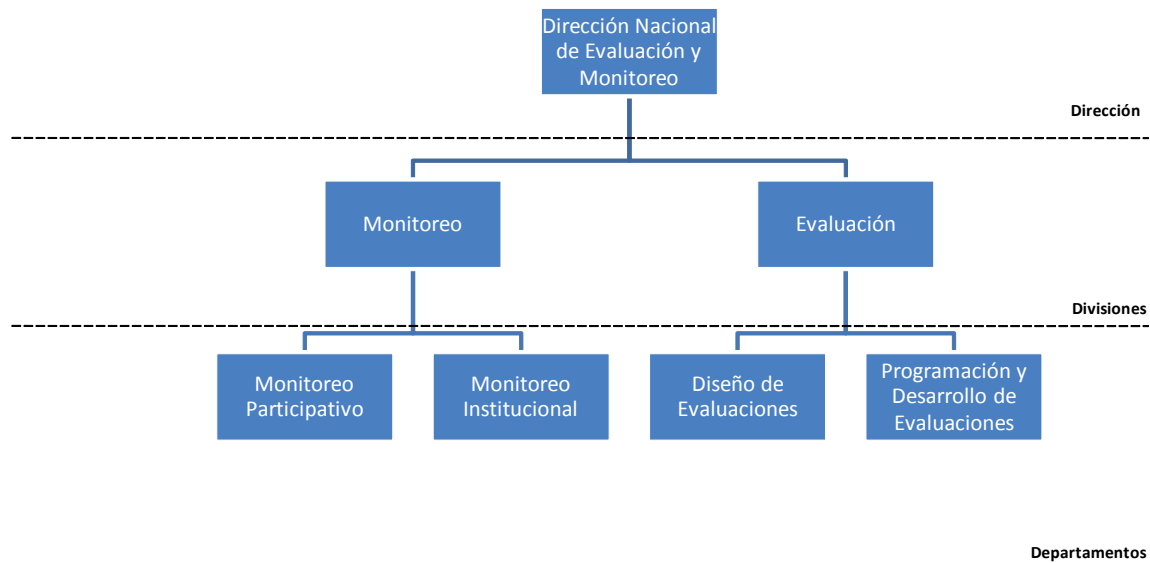 Dirección Nacional
de Evaluación y
Monitoreo
Dirección
Monitoreo
Evaluación
Divisiones
Monitoreo
Participativo
Monitoreo
Institucional
Diseño de
Evaluaciones
Programación y
Desarrollo de
Evaluaciones
Departamentos